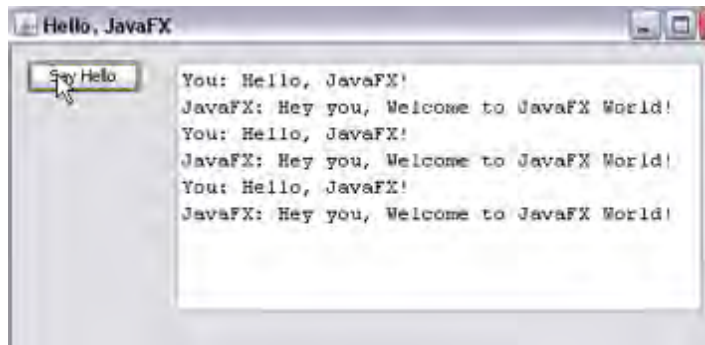 Hello, JavaFX
Say Hello
You: Hello, JavaFX!
JavaFX: Hey you, Welcome to JavaFX World!
You: Hello, JavaFX!
JavaFX: Hey you, Welcome to JavaFX World!
You: Hello, JavaFX!
JavaFX: Hey you, Welcome to JavaFX World!